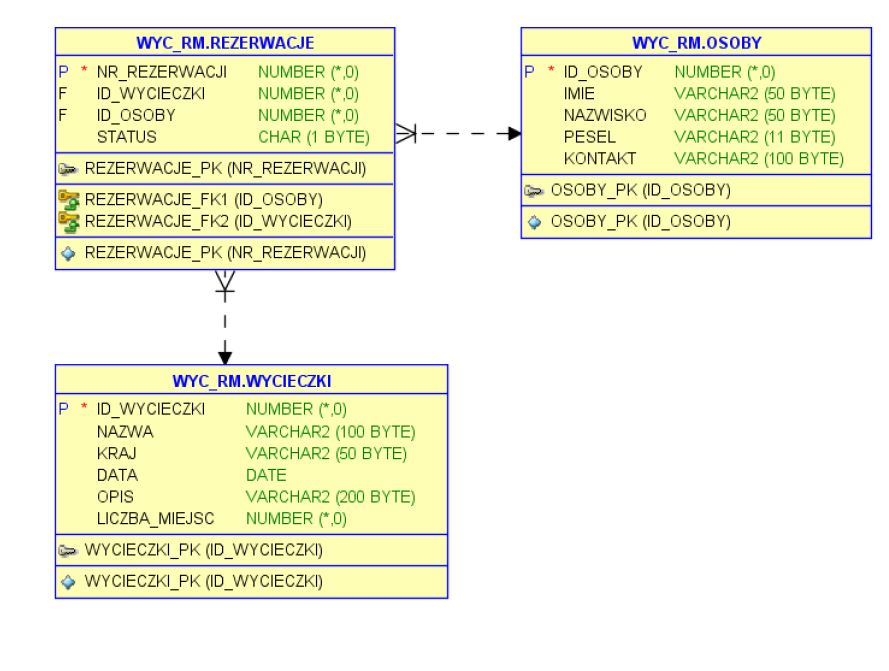 WYC_RM.REZERWACJE
P * NR_REZERWACJI NUMBER (*,0)
F ID_WYCIECZKI NUMBER (*,0)
F ID_OSOBY NUMBER (*,0)
STATUS CHAR (1 BYTE)
REZERWACJE_PK (NR_REZERWACJI)
REZERWACJE_FK1 (ID_OSOBY)
REZERWACJE_FK2 (ID_WYCIECZKI)
REZERWACJE_PK (NR_REZERWACJI)
WYC_RM.OSOBY
P * ID_OSOBY NUMBER (*,0)
IMIE VARCHAR2 (50 BYTE)
NAZWISKO VARCHAR2 (50 BYTE)
PESEL VARCHAR2 (11 BYTE)
KONTAKT VARCHAR2 (100 BYTE)
OSOBY_PK (ID_OSOBY)
OSOBY_PK (ID_OSOBY)
WYC_RM.WYCIECZKI
P * ID_WYCIECZKI NUMBER (*,0)
NAZWA VARCHAR2 (100 BYTE)
KRAJ VARCHAR2 (50 BYTE)
DATA DATE
OPIS VARCHAR2 (200 BYTE)
LICZBA_MIEJSC NUMBER (*,0)
WYCIECZKI_PK (ID_WYCIECZKI)
WYCIECZKI_PK (ID_WYCIECZKI)